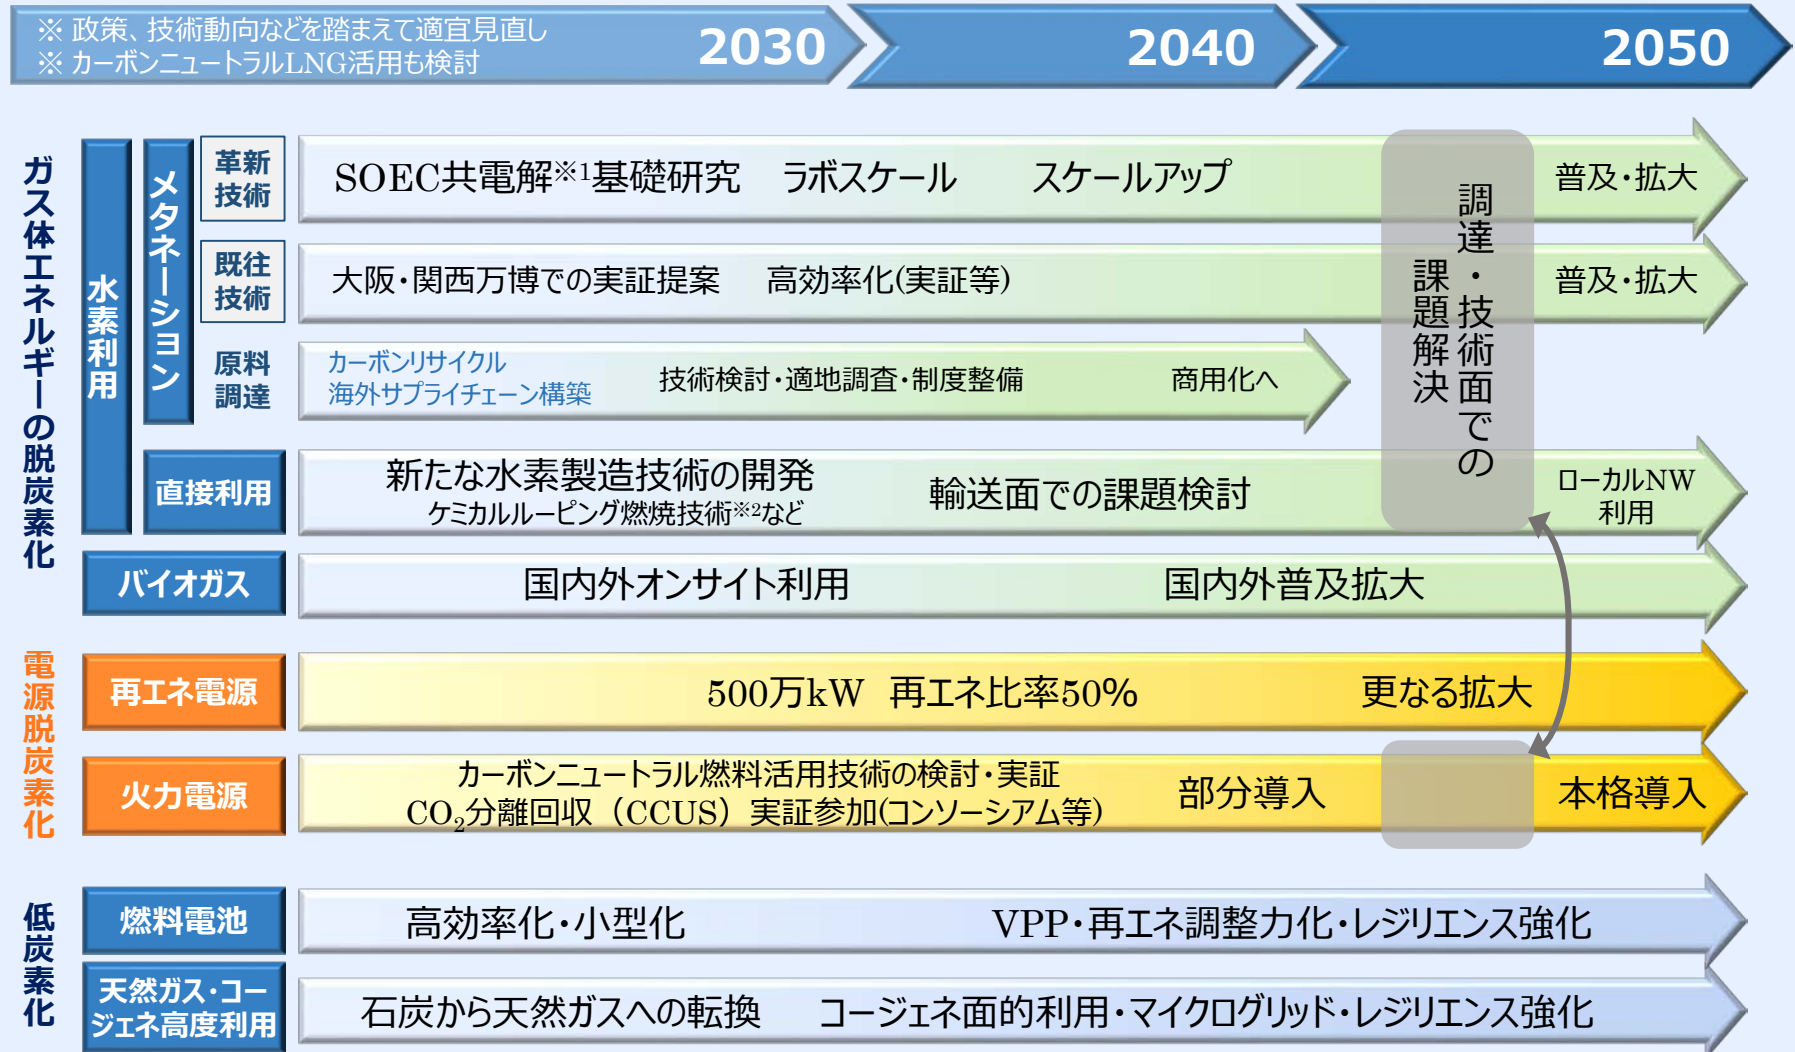 ※ 政策、技術動向などを踏まえて適宜見直し
※ カーボンニュートラルLNG活用も検討
2030
2040
2050
ガス体エネルギーの脱炭素化
水素利用
メタネーション
革新
技術
SOEC共電解※1基礎研究 ラボスケール スケールアップ
普及・拡大
既往
技術
大阪・関西万博での実証提案 高効率化(実証等)
普及・拡大
原料
調達
カーボンリサイクル
海外サプライチェーン構築
技術検討・適地調査・制度整備
商用化へ
調達・技術面での
課題解決
直接利用
新たな水素製造技術の開発
ケミカルルーピング燃焼技術※2など
輸送面での課題検討
ローカルNW
利用
バイオガス
国内外オンサイト利用
国内外普及拡大
電源脱炭素化
再エネ電源
500万kW 再エネ比率50%
更なる拡大
火力電源
カーボンニュートラル燃料活用技術の検討・実証
CO₂分離回収（CCUS）実証参加(コンソーシアム等)
部分導入
本格導入
低炭素化
燃料電池
高効率化・小型化
VPP・再エネ調整力化・レジリエンス強化
天然ガス・コー
ジェネ高度利用
石炭から天然ガスへの転換
コージェネ面的利用・マイクログリッド・レジリエンス強化